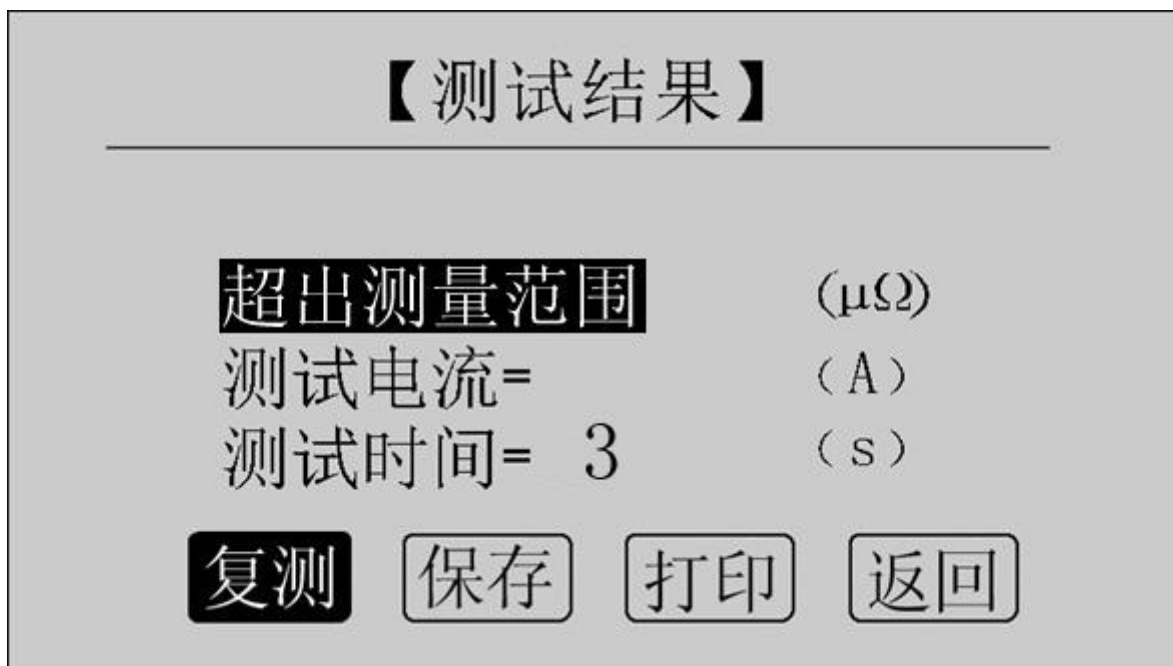 【测试结果】
超出测量范围 (μΩ)
测试电流= （A）
测试时间= 3 （s）
复测 保存 打印 返回